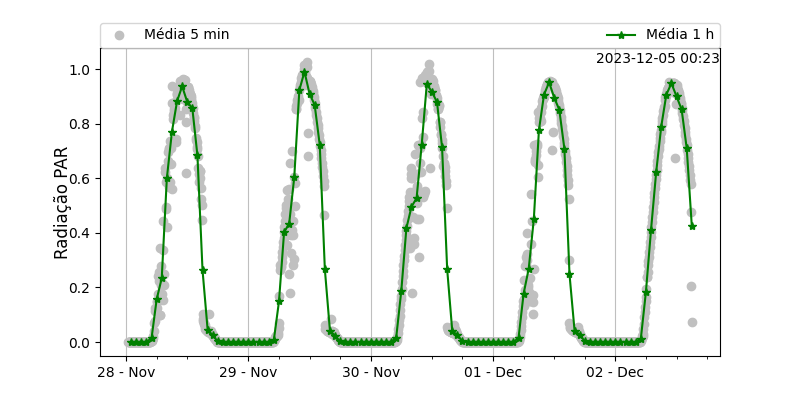 Média 5 min
Média 1 h
2023-12-05 00:23
Radiação PAR
1.0
0.8
0.6
0.4
0.2
0.0
28 - Nov
29 - Nov
30 - Nov
01 - Dec
02 - Dec